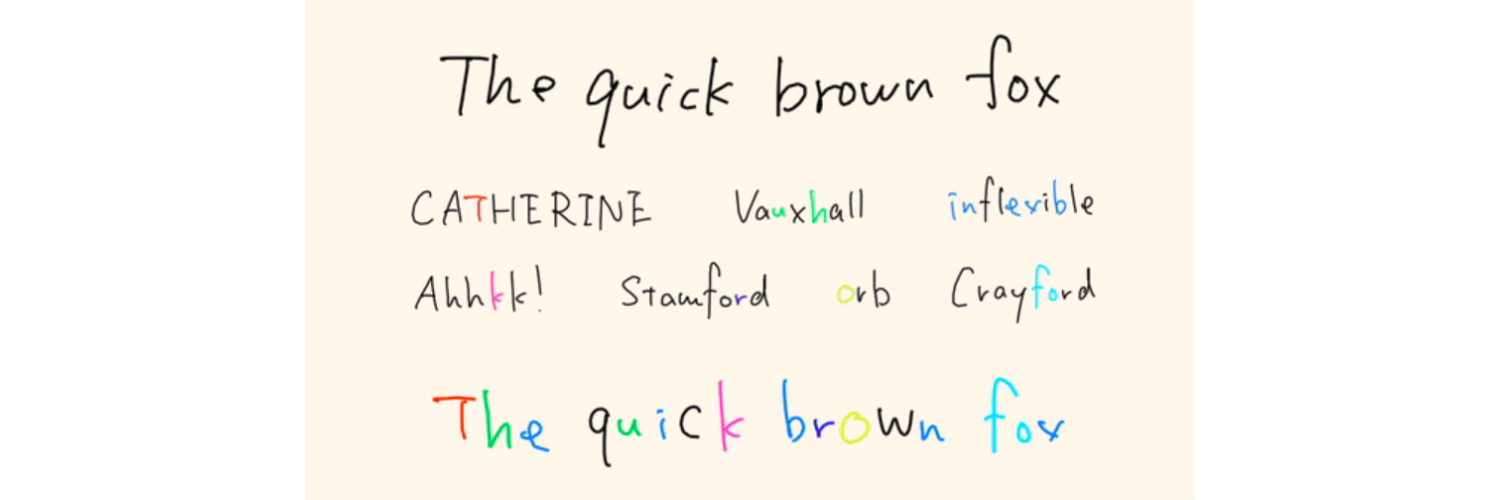 The quick brown fox
CATHERINE Vauxhall inflexible
Ahhkk! Stamford orb Crayford
The quick brown fox